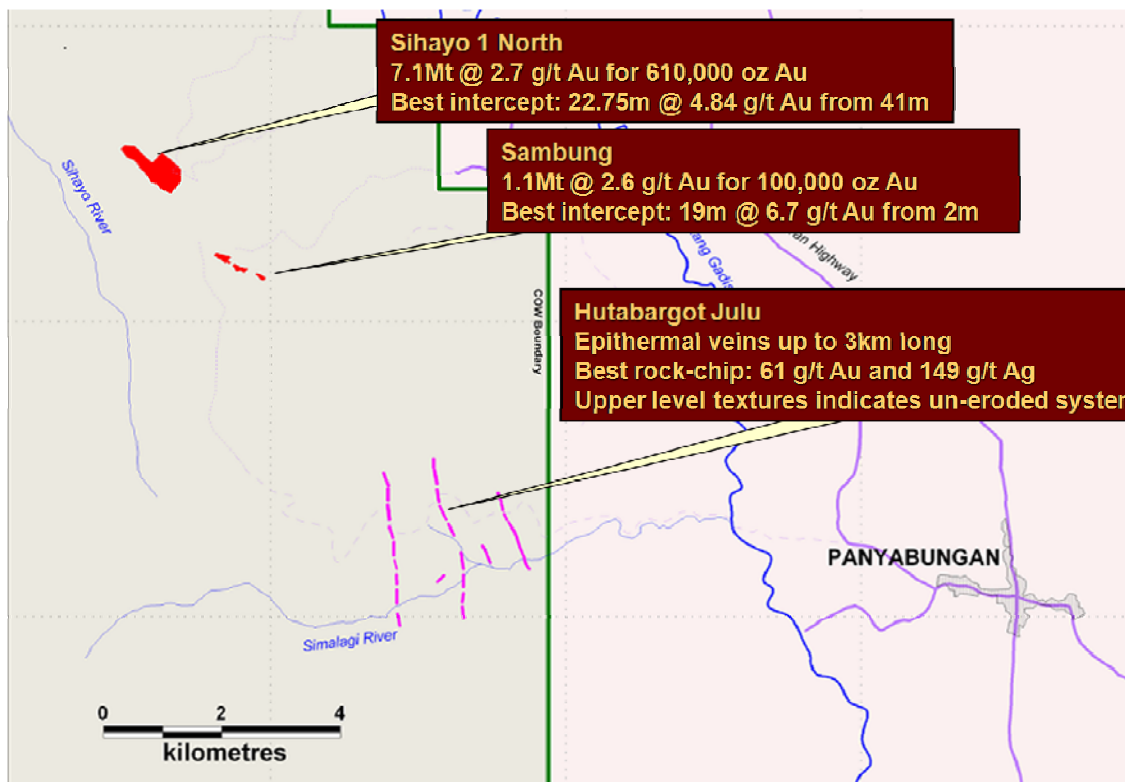 Sihayo 1 North
7.1Mt @ 2.7 g/t Au for 610,000 oz Au
Best intercept: 22.75m @ 4.84 g/t Au from 41m
Sambung
1.1Mt @ 2.6 g/t Au for 100,000 oz Au
Best intercept: 19m @ 6.7 g/t Au from 2m
Sihayo River
Gadis
Highway
COW Boundary
Hutabargot Julu
Epithermal veins up to 3km long
Best rock-chip: 61 g/t Au and 149 g/t Ag
Upper level textures indicates un-eroded
PANYABUNGAN
Simalagi River
0 2 4
kilometres